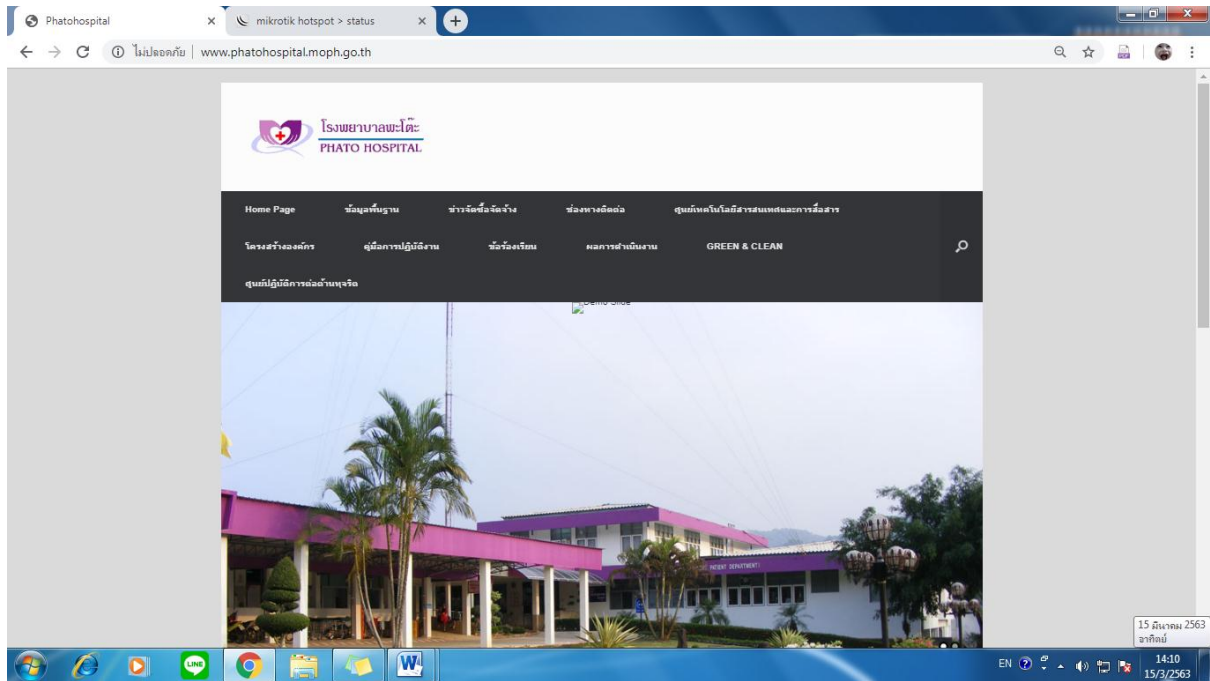 Phatohospital
mikrotik hotspot > status
ไม่ปลอดภัย | www.phatohospital.moph.go.th
โรงพยาบาลพะโต๊ะ
PHATO HOSPITAL
Home Page ข้อมูลพื้นฐาน ข่าวจัดซื้อจัดจ้าง ช่องทางติดต่อ ศูนย์เทคโนโลยีสารสนเทศและการสื่อสาร
โครงสร้างองค์กร คู่มือการปฏิบัติงาน ข้อร้องเรียน ผลการดำเนินงาน GREEN & CLEAN
ศูนย์ปฏิบัติการต่อต้านทุจริต
Demo Slide
PATIENT DEPARTMENT
15 มีนาคม 2563
อาทิตย์
LINE
W
EN
14:10
15/3/2563